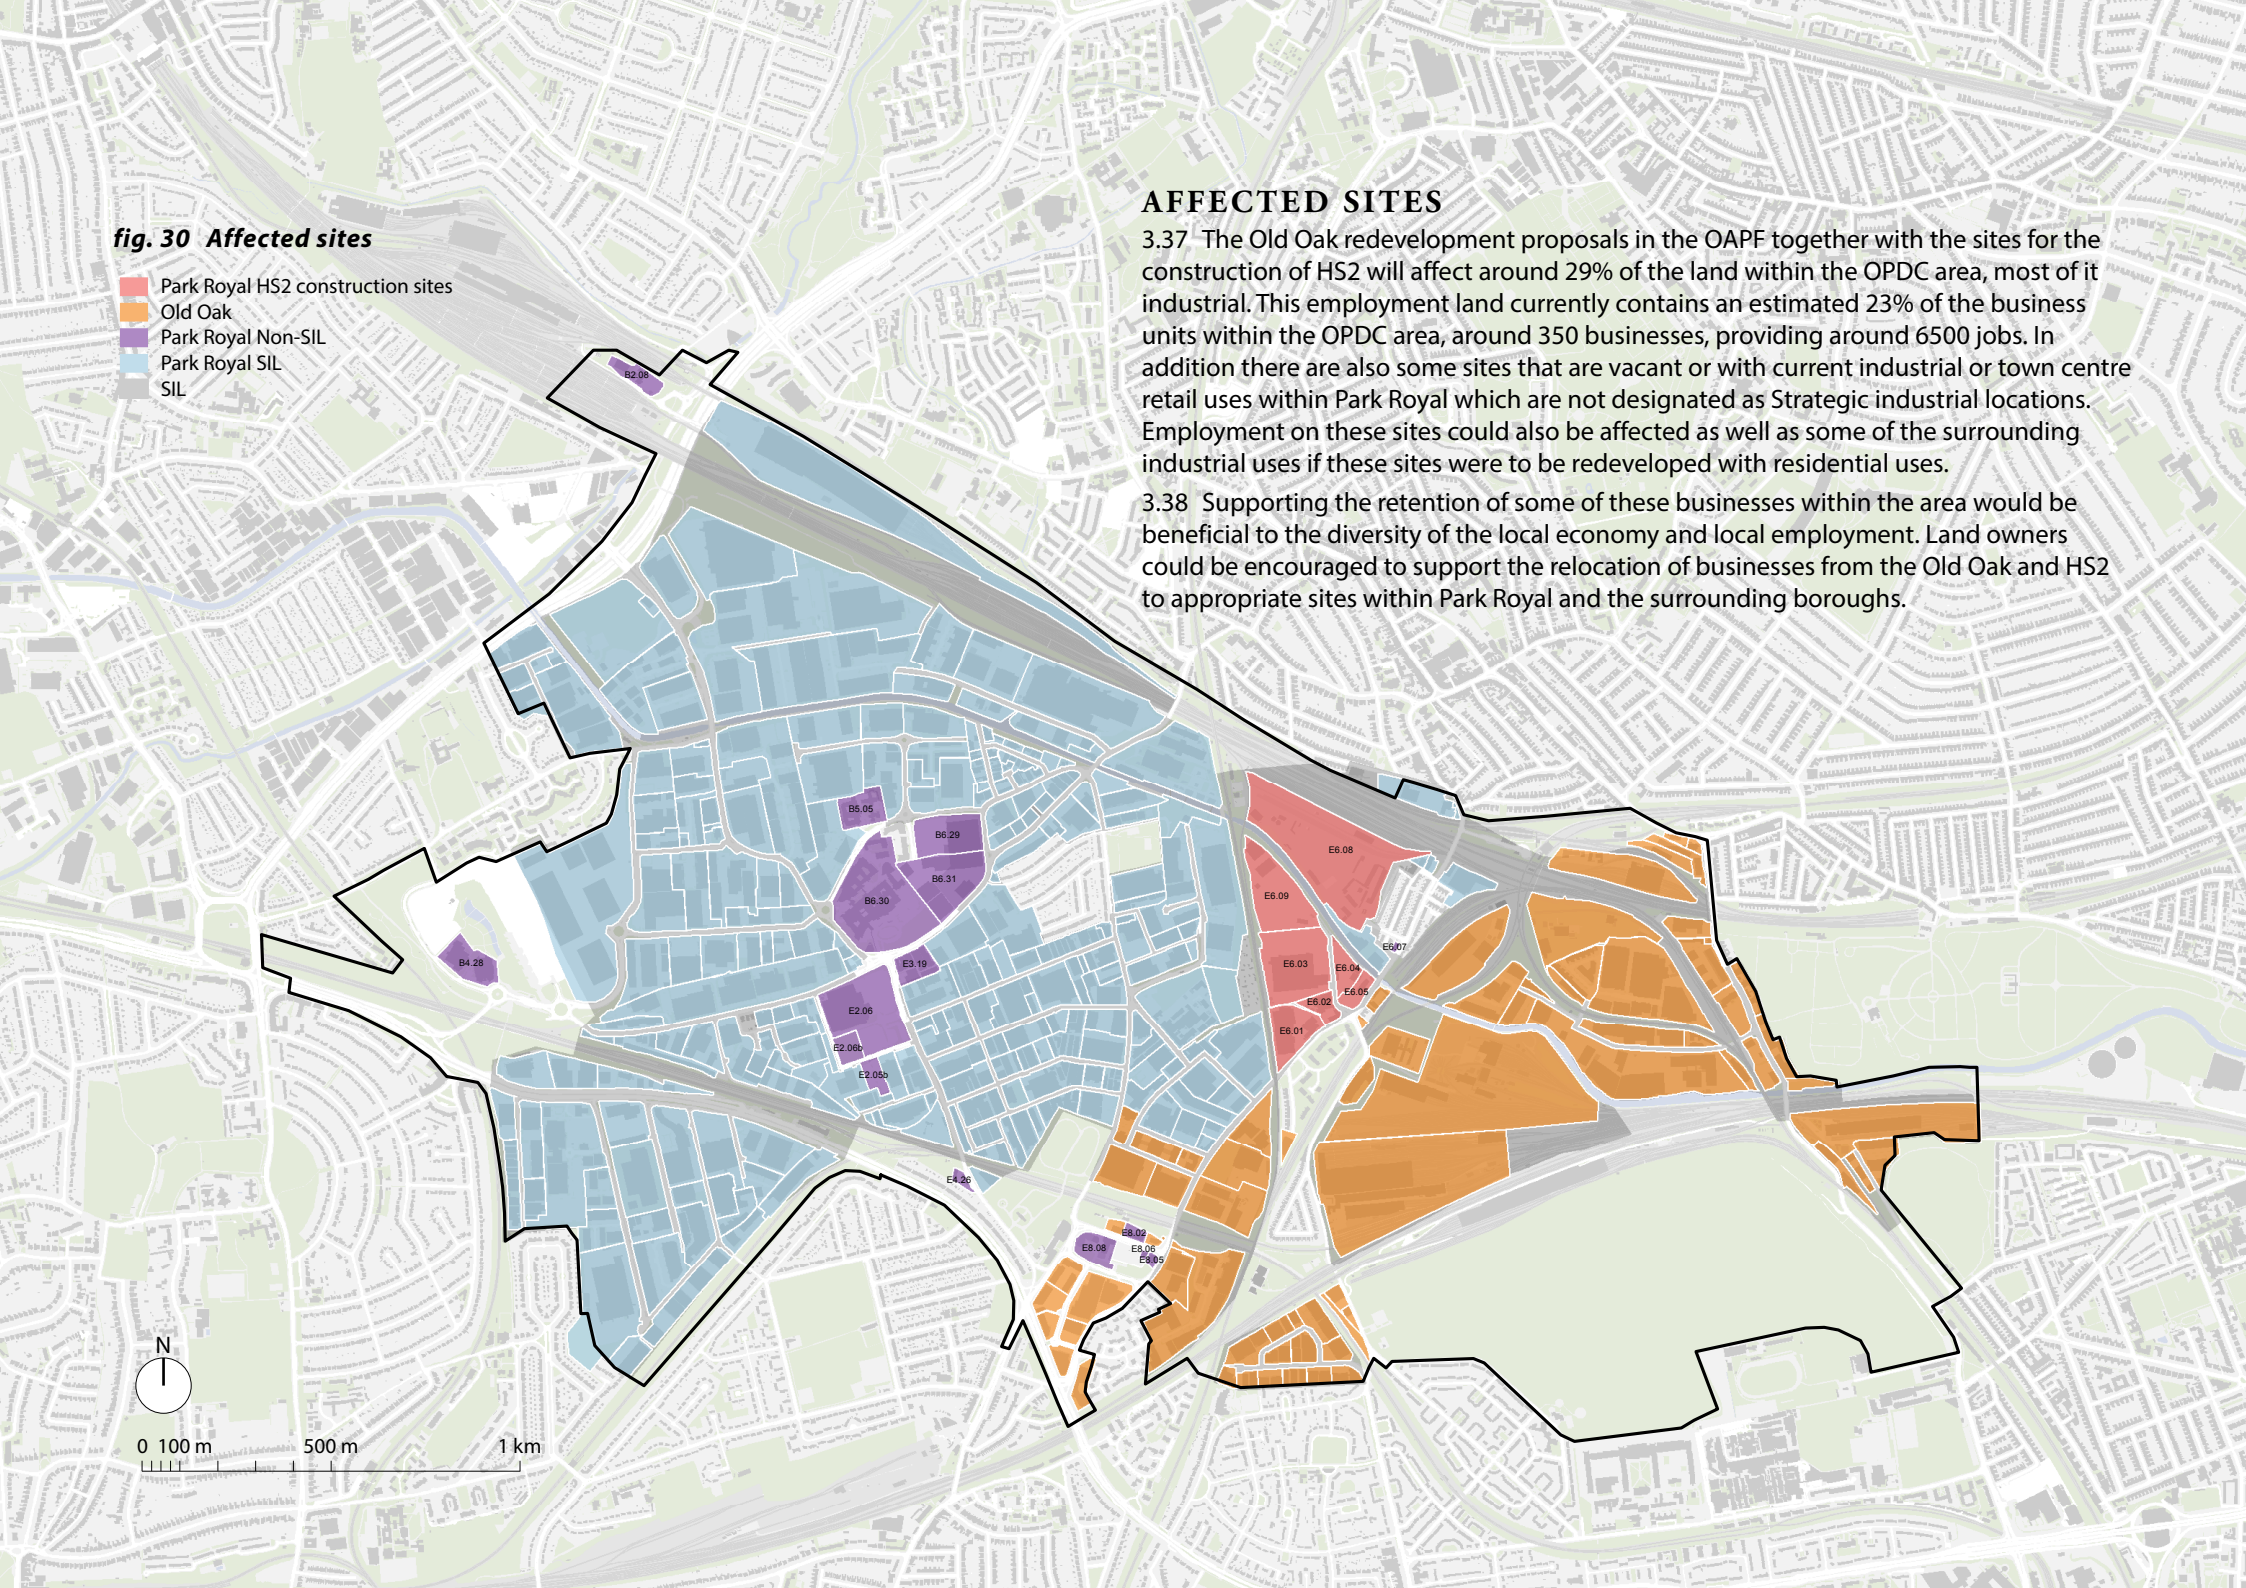 AFFECTED SITES
3.37 The Old Oak redevelopment proposals in the OAPF together with the sites for the
construction of HS2 will affect around 29% of the land within the OPDC area, most of it
industrial. This employment land currently contains an estimated 23% of the business
units within the OPDC area, around 350 businesses, providing around 6500 jobs. In
addition there are also some sites that are vacant or with current industrial or town centre
retail uses within Park Royal which are not designated as Strategic industrial locations.
Employment on these sites could also be affected as well as some of the surrounding
industrial uses if these sites were to be redeveloped with residential uses.
3.38 Supporting the retention of some of these businesses within the area would be
beneficial to the diversity of the local economy and local employment. Land owners
could be encouraged to support the relocation of businesses from the Old Oak and HS2
to appropriate sites within Park Royal and the surrounding boroughs.
fig. 30 Affected sites
Park Royal HS2 construction sites
Old Oak
Park Royal Non-SIL
Park Royal SIL
SIL
B2.08
B5.05
B6.29
B6.31
B6.30
E6.08
E6.09
E6.07
B4.28
E3.19
E6.03
E6.04
E6.05
E6.02
E2.06
E6.01
E2.06b
E2.05b
E4.26
E8.02
E8.08
E8.06
E8.05
N
0 100 m 500 m 1 km